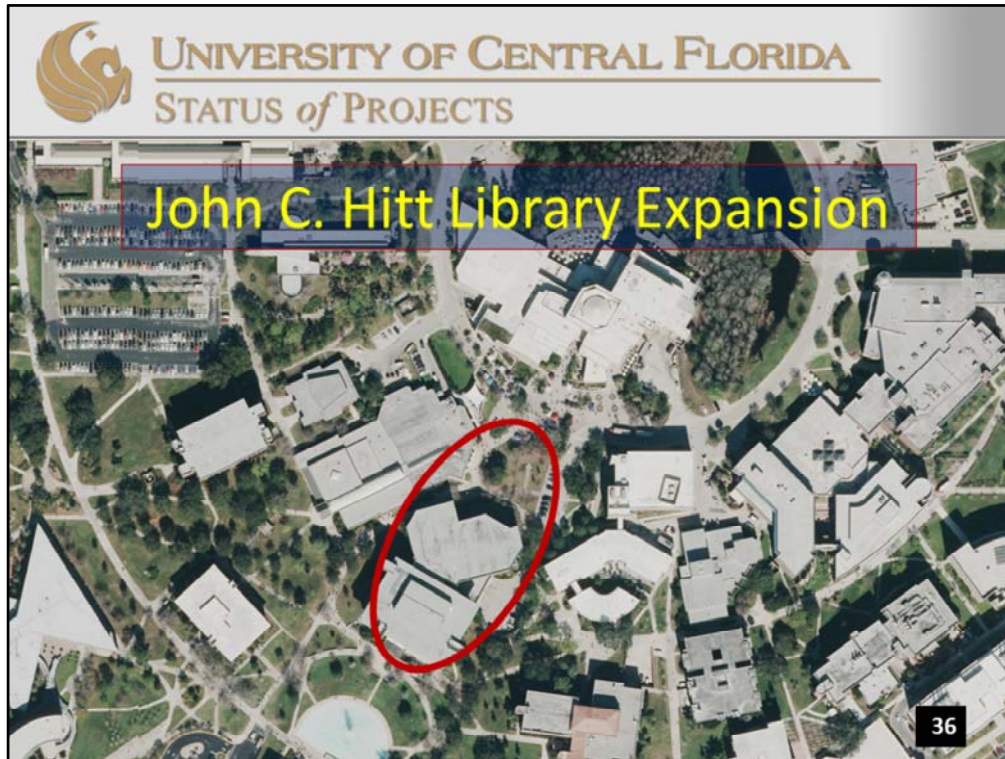 UNIVERSITY OF CENTRAL FLORIDA
STATUS of PROJECTS
John C. Hitt Library Expansion
36